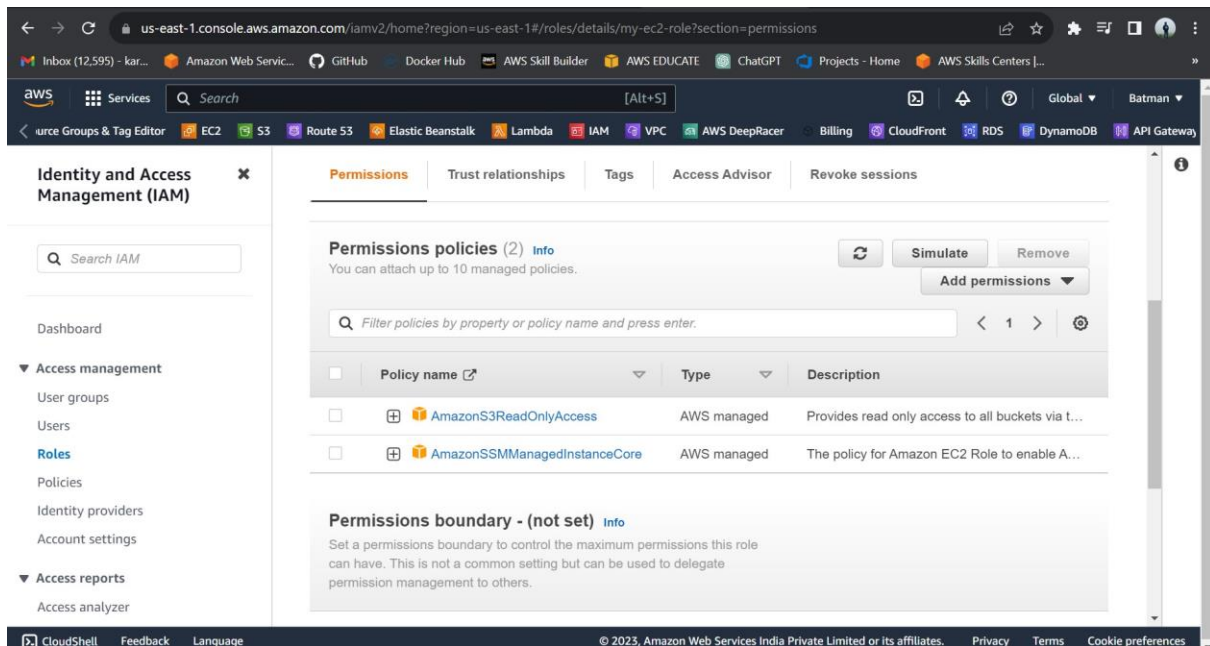 us-east-1.console.aws.amazon.com/iamv2/home?region=us-east-1#/roles/details/my-ec2-role?section=permissions
Inbox (12,595) - kar... Amazon Web Servic... GitHub Docker Hub AWS Skill Builder AWS EDUCATE ChatGPT Projects - Home AWS Skills Centers |... »
aws Services Search [Alt+S] Global Batman
urce Groups & Tag Editor EC2 S3 Route 53 Elastic Beanstalk Lambda IAM VPC AWS DeepRacer Billing CloudFront RDS DynamoDB API Gateway
Identity and Access
Management (IAM)
Search IAM
Dashboard
Access management
User groups
Users
Roles
Policies
Identity providers
Account settings
Access reports
Access analyzer
Permissions Trust relationships Tags Access Advisor Revoke sessions
Permissions policies (2) Info
You can attach up to 10 managed policies.
Simulate Remove
Add permissions
Filter policies by property or policy name and press enter.
1
Policy name Type Description
AmazonS3ReadOnlyAccess AWS managed Provides read only access to all buckets via t...
AmazonSSMManagedInstanceCore AWS managed The policy for Amazon EC2 Role to enable A...
Permissions boundary - (not set) Info
Set a permissions boundary to control the maximum permissions this role
can have. This is not a common setting but can be used to delegate
permission management to others.
CloudShell Feedback Language © 2023, Amazon Web Services India Private Limited or its affiliates. Privacy Terms Cookie preferences